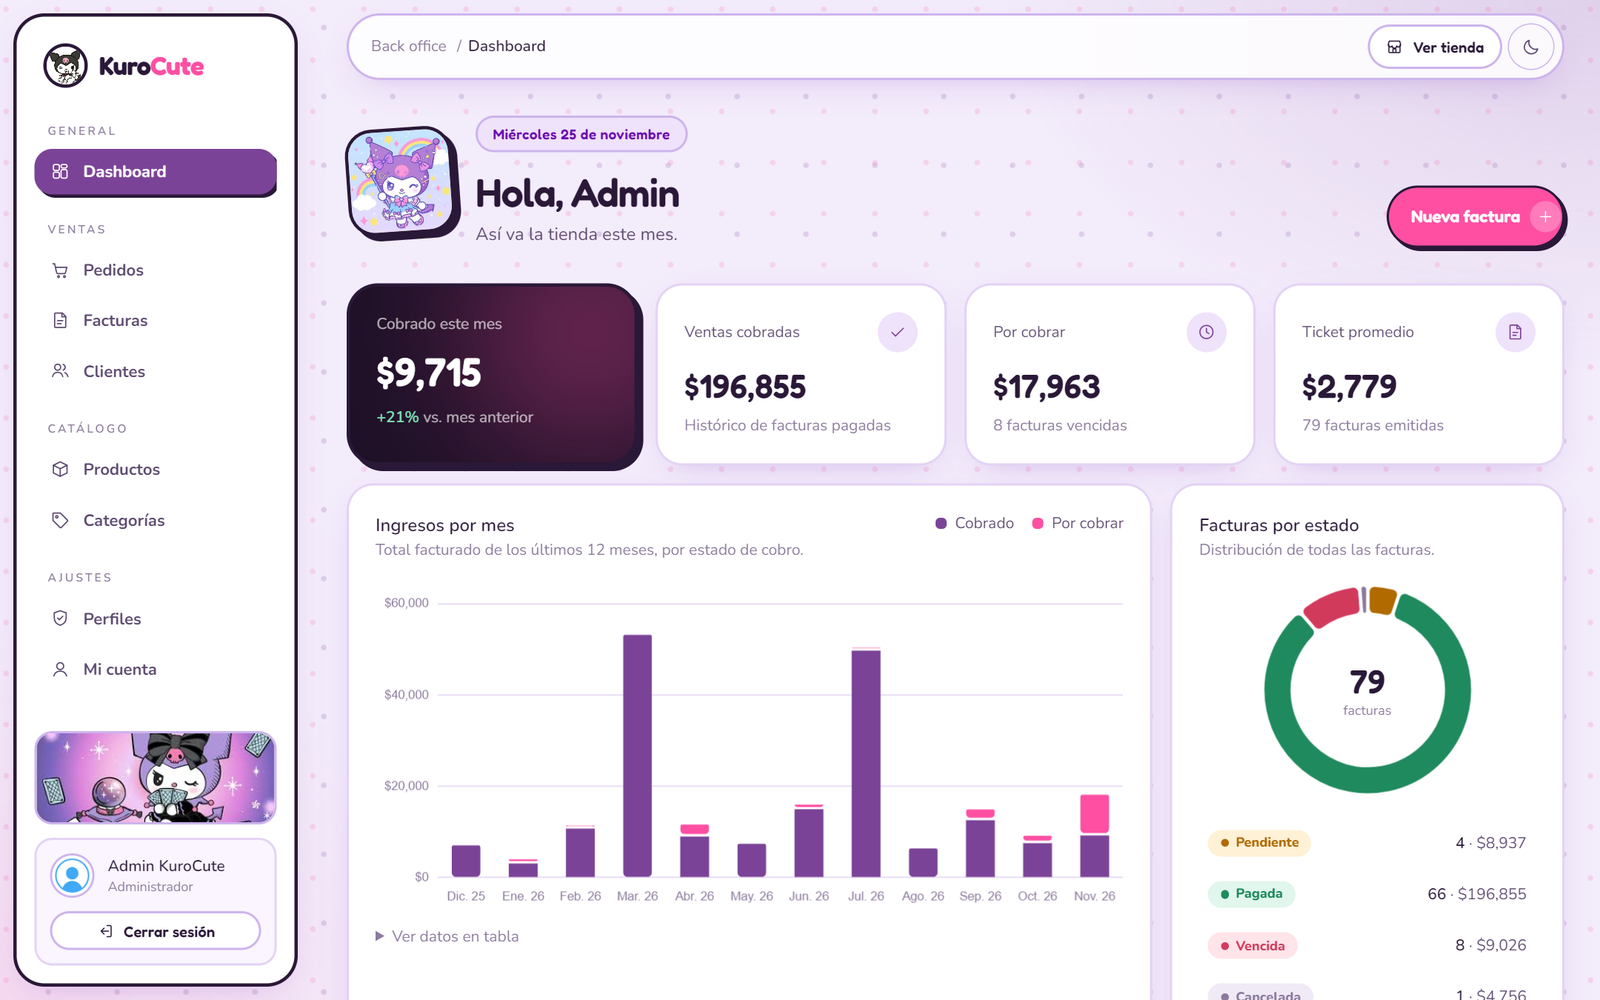 KuroCute
GENERAL
Dashboard
VENTAS
Pedidos
Facturas
Clientes
CATÁLOGO
Productos
Categorías
AJUSTES
Perfiles
Mi cuenta
Admin KuroCute
Administrador
Cerrar sesión
Back office / Dashboard
Ver tienda
Miércoles 25 de noviembre
Hola, Admin
Así va la tienda este mes.
Nueva factura
Cobrado este mes
$9,715
+21% vs. mes anterior
Ventas cobradas
$196,855
Histórico de facturas pagadas
Por cobrar
$17,963
8 facturas vencidas
Ticket promedio
$2,779
79 facturas emitidas
Ingresos por mes
Total facturado de los últimos 12 meses, por estado de cobro.
Cobrado
Por cobrar
$60,000
$40,000
$20,000
$0
Dic. 25 Ene. 26 Feb. 26 Mar. 26 Abr. 26 May. 26 Jun. 26 Jul. 26 Ago. 26 Sep. 26 Oct. 26 Nov. 26
Ver datos en tabla
Facturas por estado
Distribución de todas las facturas.
79
facturas
Pendiente 4 · $8,937
Pagada 66 · $196,855
Vencida 8 · $9,026
Cancelada 1 · $4,756